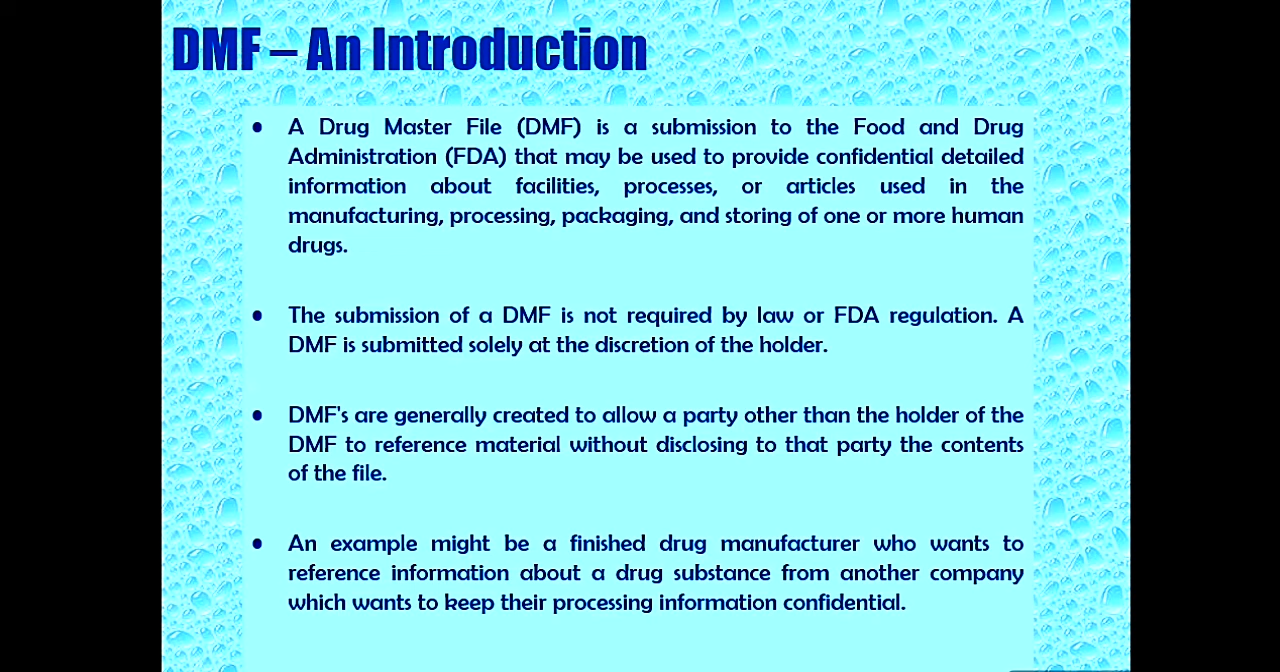 DMF – An Introduction
• A Drug Master File (DMF) is a submission to the Food and Drug
Administration (FDA) that may be used to provide confidential detailed
information about facilities, processes, or articles used in the
manufacturing, processing, packaging, and storing of one or more human
drugs.
• The submission of a DMF is not required by law or FDA regulation. A
DMF is submitted solely at the discretion of the holder.
• DMF's are generally created to allow a party other than the holder of the
DMF to reference material without disclosing to that party the contents
of the file.
• An example might be a finished drug manufacturer who wants to
reference information about a drug substance from another company
which wants to keep their processing information confidential.